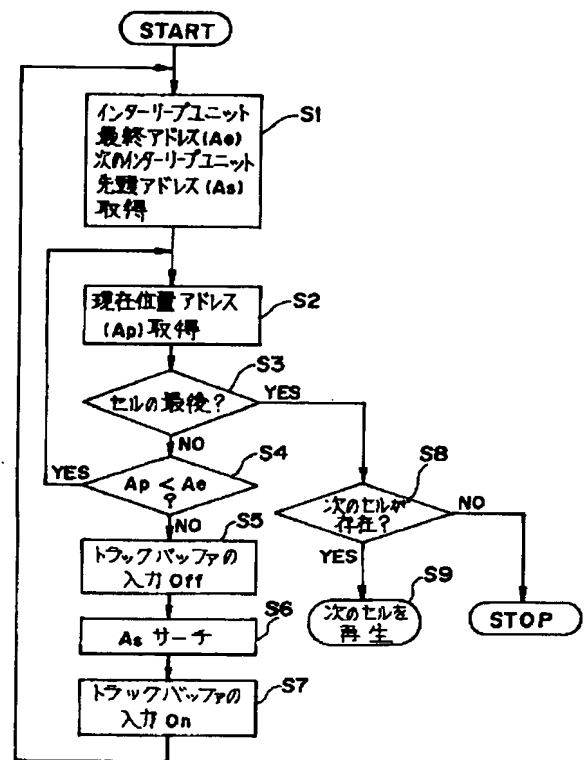 START
インターリーブユニット
最終アドレス(Ae)
次のインターリーブユニット
先頭アドレス(As)
取得
S1
現在位置アドレス
(Ap)取得
S2
セルの最後?
S3
YES
NO
Ap < Ae
?
S4
YES
NO
次のセルが
存在?
S8
NO
YES
トラックバッファの
入力 Off
S5
次のセルを
再生
S9
STOP
As サーチ
S6
トラックバッファの
入力 On
S7